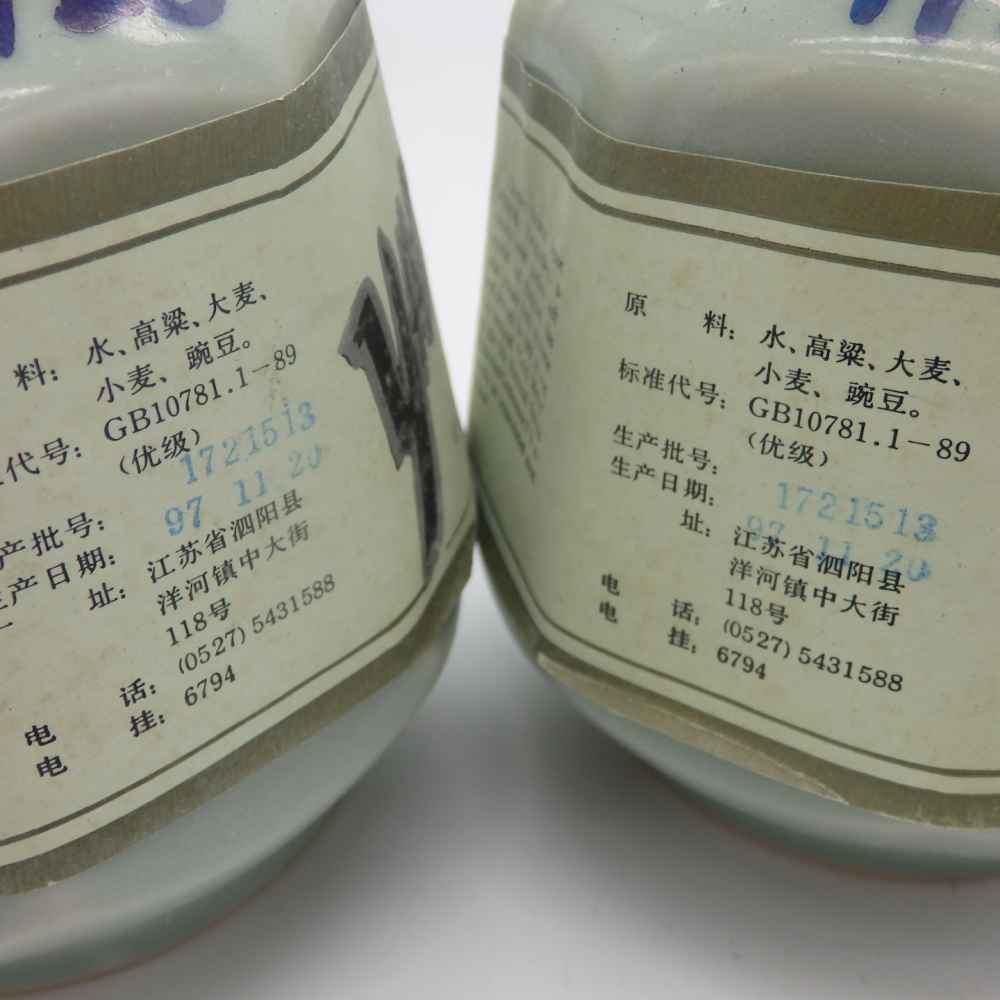 料：水、高粱、大麦、
小麦、豌豆。
代号：GB10781.1-89
（优级）
产批号：1721513
生产日期：97 11 20
址：江苏省泗阳县
洋河镇中大街
118号
电 话：(0527) 5431588
电 挂：6794
原 料：水、高粱、大麦、
小麦、豌豆。
标准代号：GB10781.1-89
（优级）
生产批号：1721513
生产日期：97 11 20
址：江苏省泗阳县
洋河镇中大街
118号
电 话：(0527) 5431588
电 挂：6794